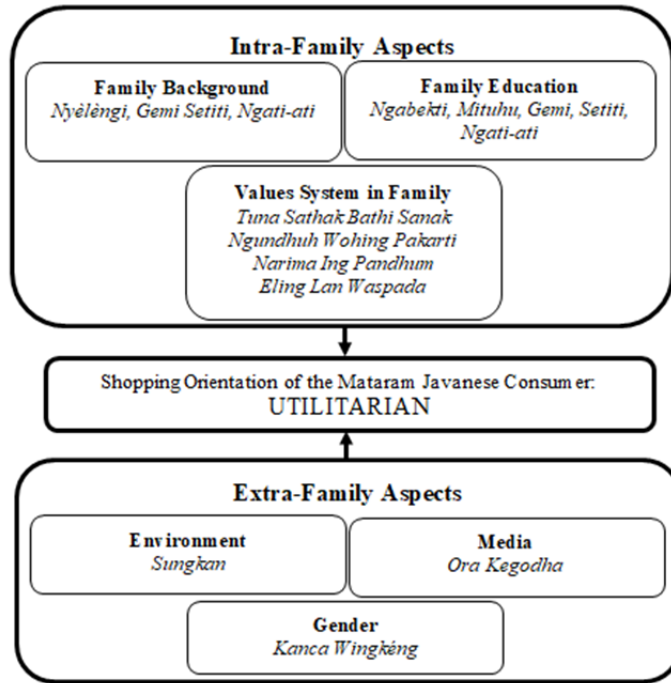 Intra-Family Aspects
Family Background
Nyèlèngi, Gemi Setiti, Ngati-ati
Family Education
Ngabekti, Mituhu, Gemi, Setiti,
Ngati-ati
Values System in Family
Tuna Sathak Bathi Sanak
Ngundhuh Wohing Pakarti
Narima Ing Pandhum
Eling Lan Waspada
Shopping Orientation of the Mataram Javanese Consumer:
UTILITARIAN
Extra-Family Aspects
Environment
Sungkan
Media
Ora Kegodha
Gender
Kanca Wingkéng